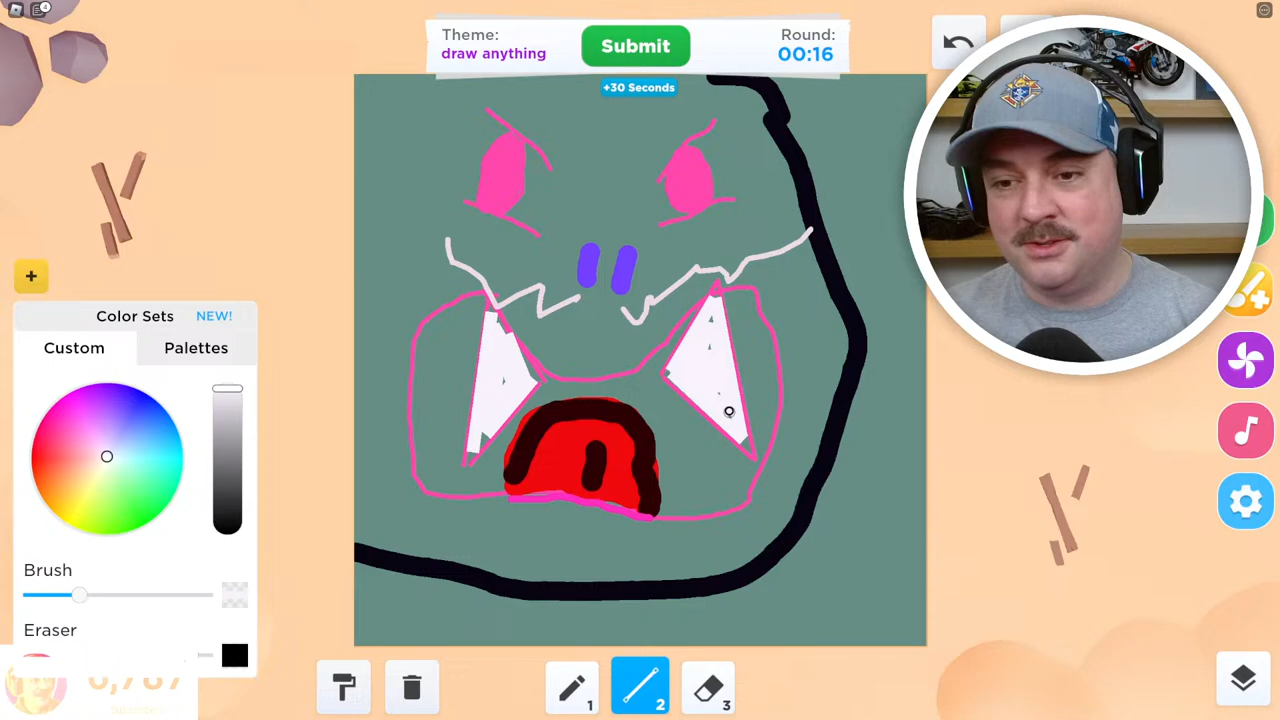 4
Theme:
draw anything
Submit
Round:
00:16
+30 Seconds
+
Color Sets NEW!
Custom
Palettes
Brush
Eraser
1
2
3